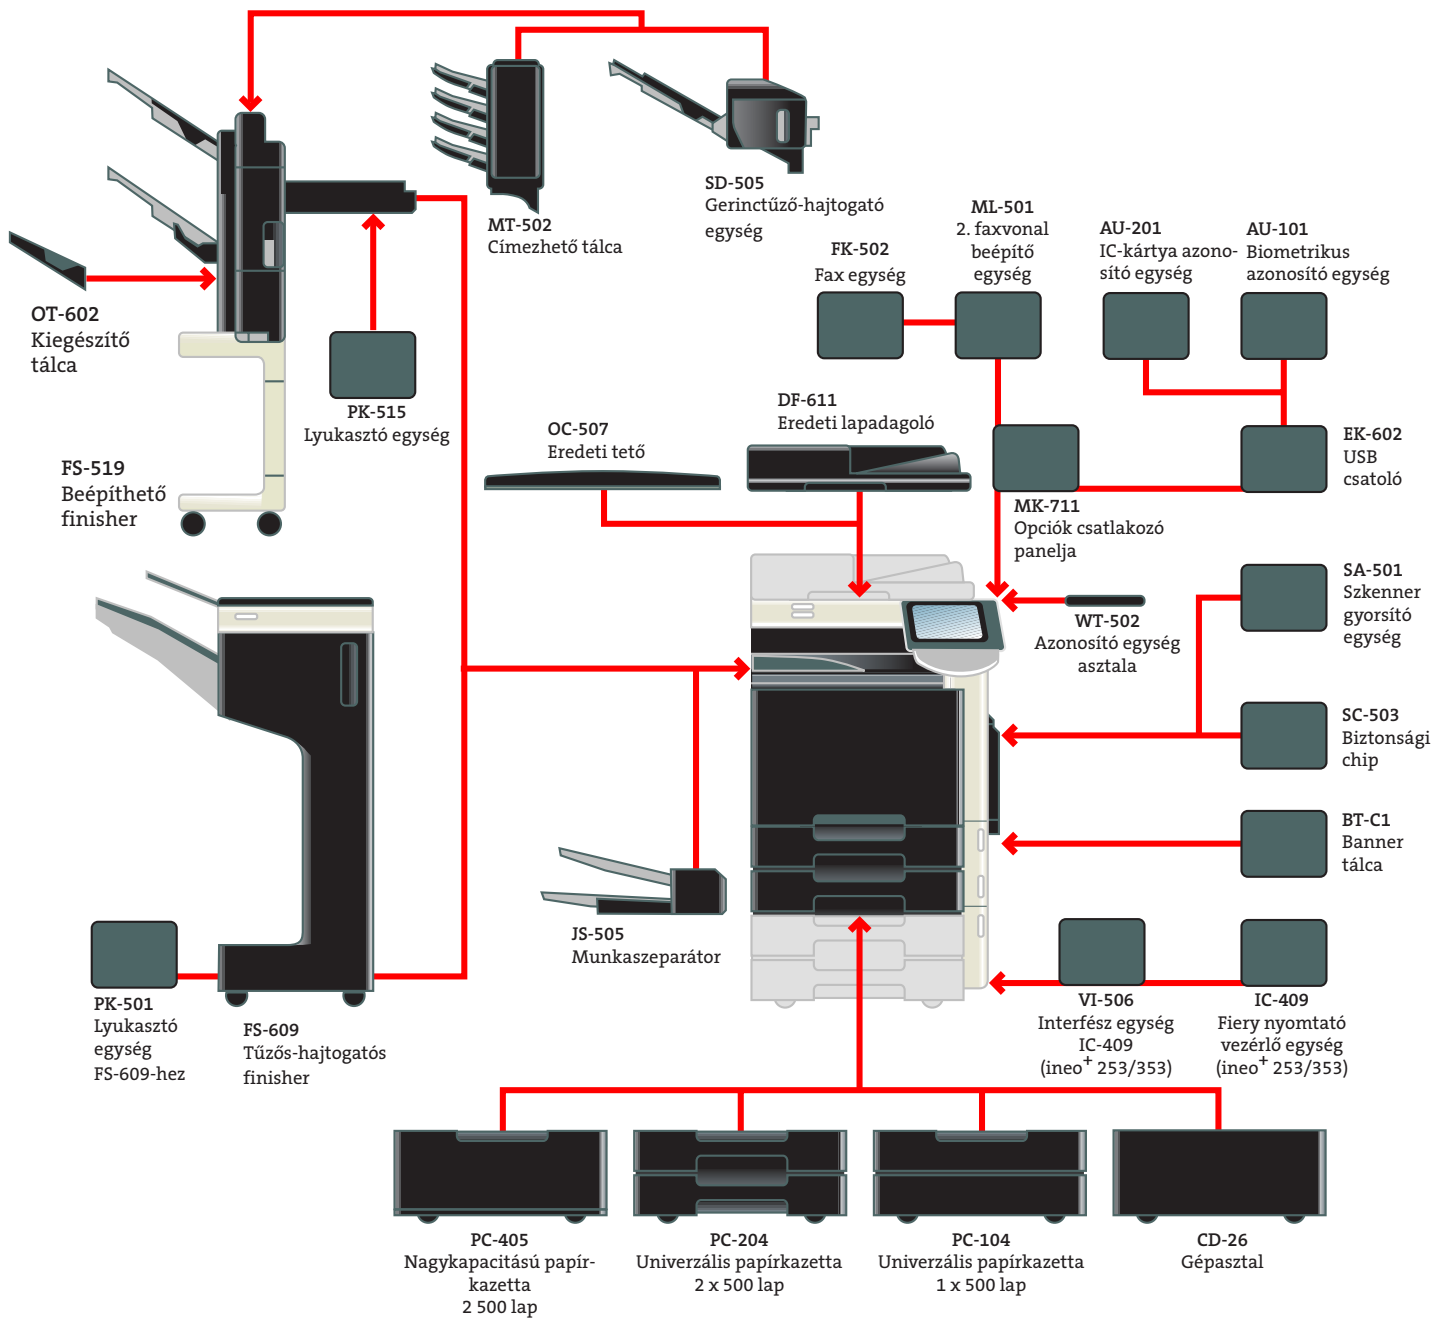 SD-505
Gerinctűző-hajtogató
egység
MT-502
Címezhető tálca
ML-501
2. faxvonal
beépítő
egység
FK-502
Fax egység
AU-201
IC-kártya azono-
sító egység
AU-101
Biometrikus
azonosító egység
OT-602
Kiegészítő
tálca
PK-515
Lyukasztó egység
DF-611
Eredeti lapadagoló
OC-507
Eredeti tető
EK-602
USB
csatoló
FS-519
Beépíthető
finisher
MK-711
Opciók csatlakozó
panelja
SA-501
Szkenner
gyorsító
egység
WT-502
Azonosító egység
asztala
SC-503
Biztonsági
chip
BT-C1
Banner
tálca
JS-505
Munkaszeparátor
PK-501
Lyukasztó
egység
FS-609-hez
FS-609
Tűzős-hajtogatós
finisher
VI-506
Interfész egység
IC-409
(ineo+ 253/353)
IC-409
Fiery nyomtató
vezérlő egység
(ineo+ 253/353)
PC-405
Nagykapacitású papír-
kazetta
2 500 lap
PC-204
Univerzális papírkazetta
2 x 500 lap
PC-104
Univerzális papírkazetta
1 x 500 lap
CD-26
Gépasztal